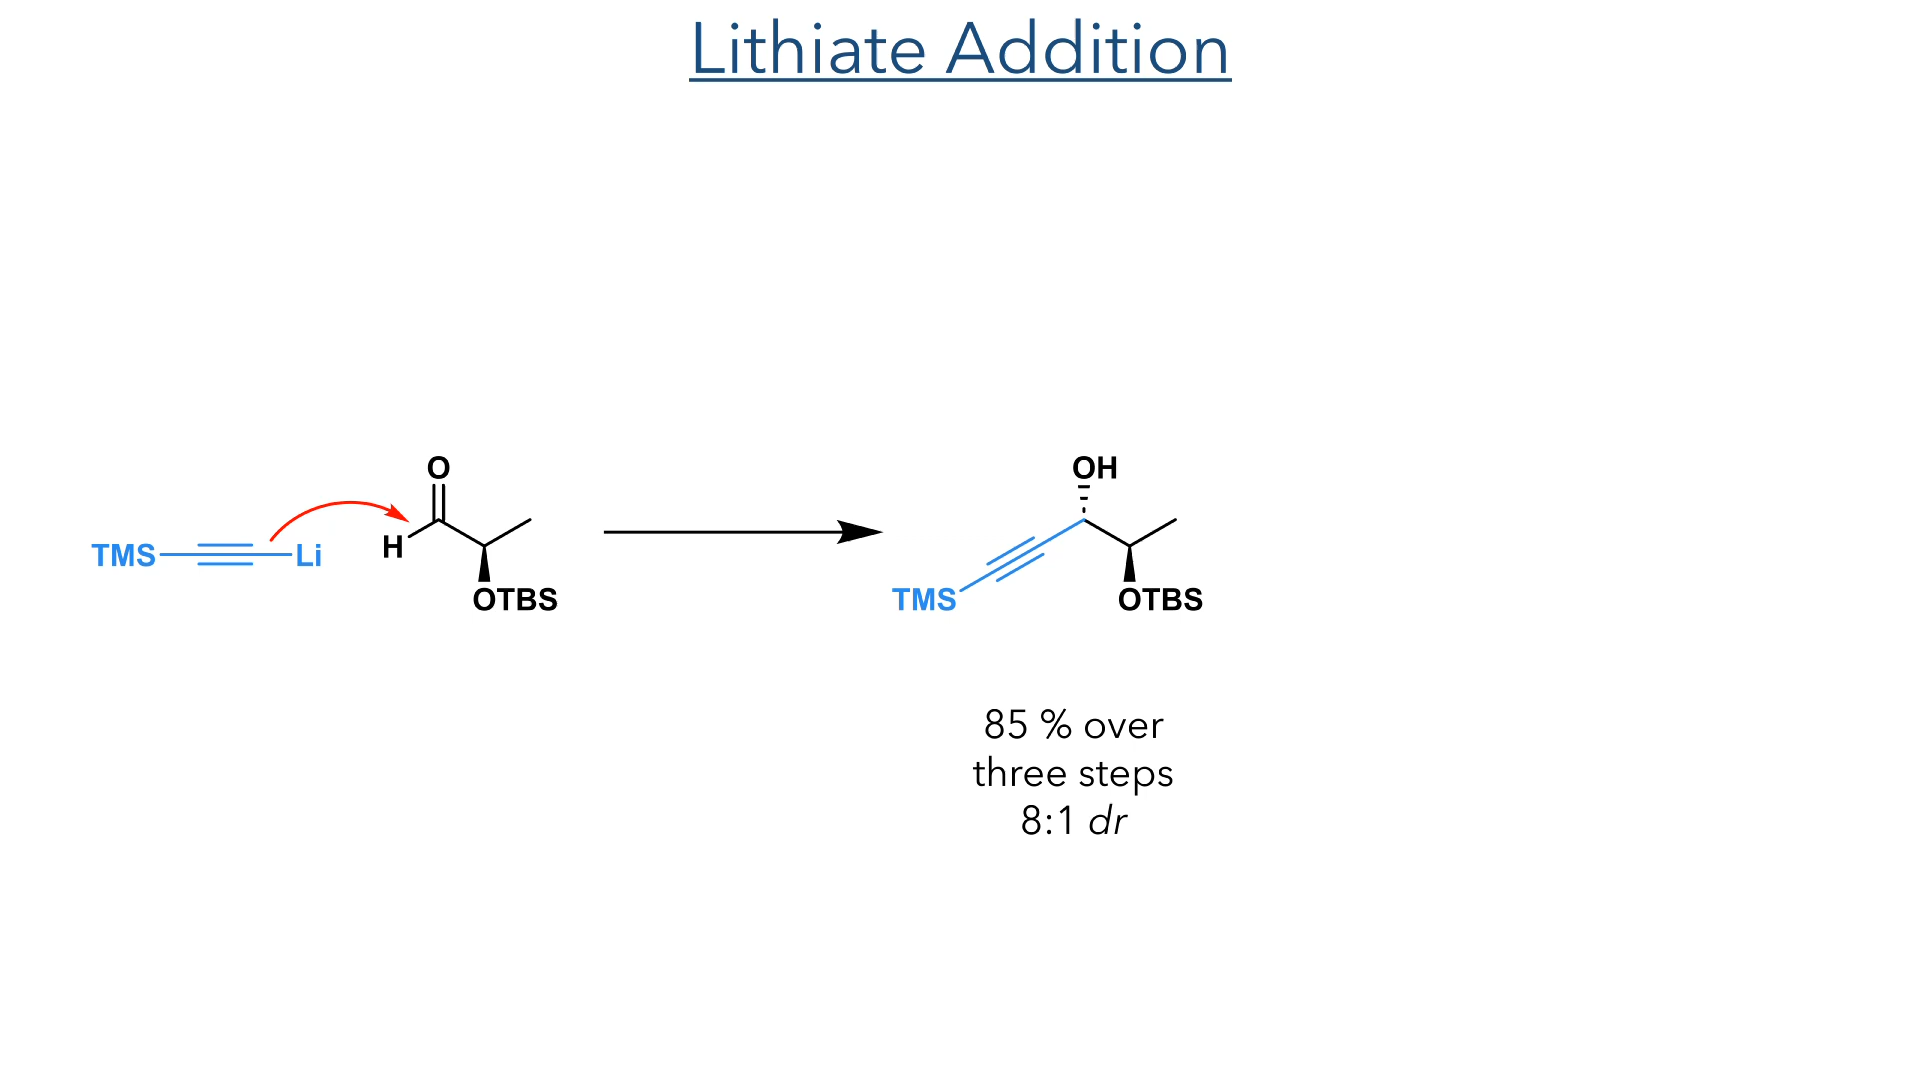 Lithiate Addition
O
H
TMS
Li
OTBS
OH
TMS
OTBS
85 % over
three steps
8:1 dr